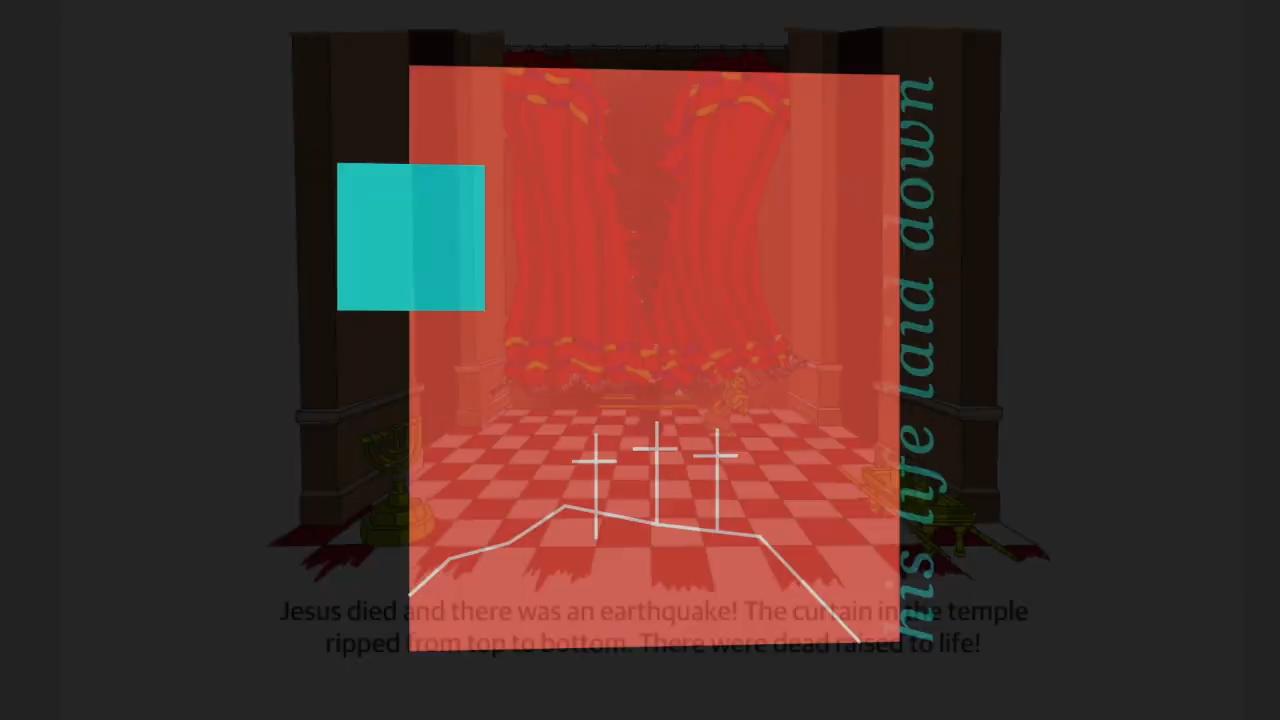 his life laid down
Jesus died and there was an earthquake! The curtain in the temple
ripped from top to bottom. There were dead raised to life!